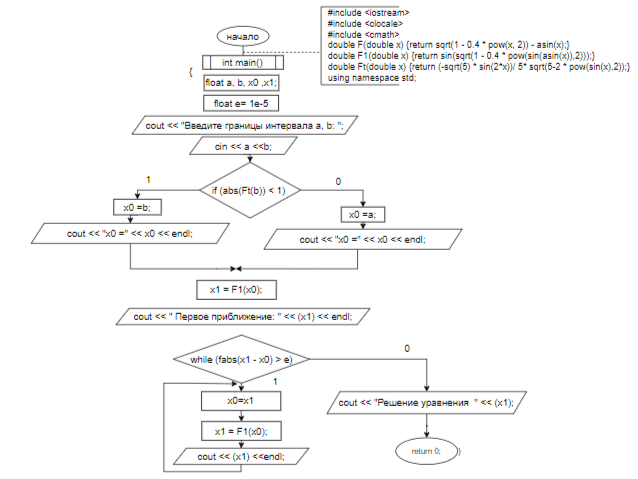 #include <iostream>
#include <clocale>
#include <cmath>
double F(double x) {return sqrt(1 - 0.4 * pow(x, 2)) - asin(x);}
double F1(double x) {return sin(sqrt(1 - 0.4 * pow(sin(asin(x)),2)));}
double Ft(double x) {return (-sqrt(5) * sin(2*x))/ 5* sqrt(5-2 * pow(sin(x),2));}
using namespace std;
начало
int main()
{
float a, b, x0 ,x1;
float e= 1e-5
cout << "Введите границы интервала a, b: ";
cin << a <<b;
if (abs(Ft(b)) < 1)
1
0
x0 =b;
x0 =a;
cout << "x0 =" << x0 << endl;
cout << "x0 =" << x0 << endl;
x1 = F1(x0);
cout << " Первое приближение: " << (x1) << endl;
while (fabs(x1 - x0) > e)
0
1
x0=x1
cout << "Решение уравнения " << (x1);
x1 = F1(x0);
cout << (x1) <<endl;
return 0;
}